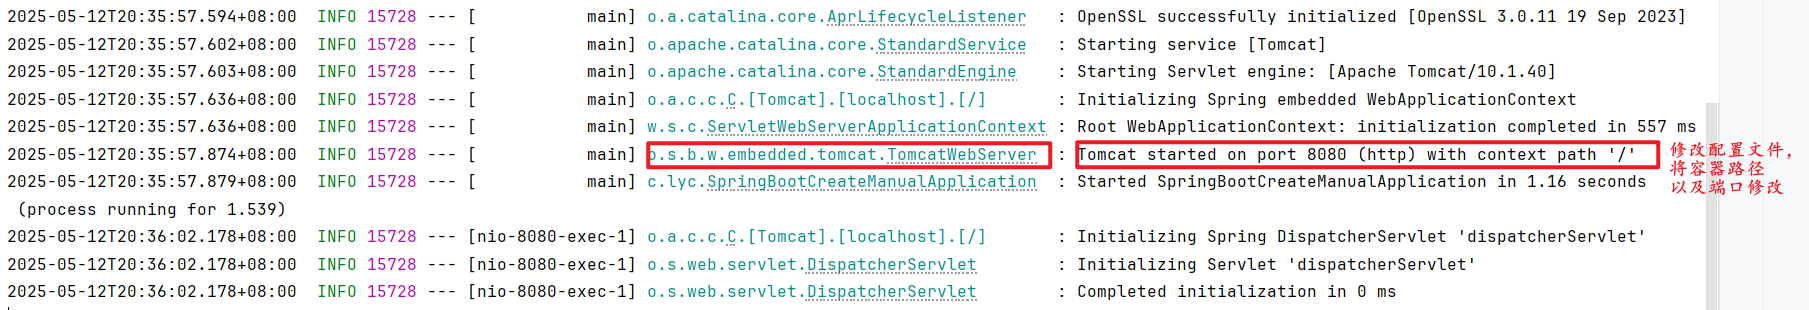 2025-05-12T20:35:57.594+08:00  INFO 15728 --- [           main] o.a.catalina.core.AprLifecycleListener   : OpenSSL successfully initialized [OpenSSL 3.0.11 19 Sep 2023]
2025-05-12T20:35:57.602+08:00  INFO 15728 --- [           main] o.apache.catalina.core.StandardService   : Starting service [Tomcat]
2025-05-12T20:35:57.603+08:00  INFO 15728 --- [           main] o.apache.catalina.core.StandardEngine    : Starting Servlet engine: [Apache Tomcat/10.1.40]
2025-05-12T20:35:57.636+08:00  INFO 15728 --- [           main] o.a.c.c.C.[Tomcat].[localhost].[/]       : Initializing Spring embedded WebApplicationContext
2025-05-12T20:35:57.636+08:00  INFO 15728 --- [           main] w.s.c.ServletWebServerApplicationContext : Root WebApplicationContext: initialization completed in 557 ms
2025-05-12T20:35:57.874+08:00  INFO 15728 --- [           main] o.s.b.w.embedded.tomcat.TomcatWebServer  : Tomcat started on port 8080 (http) with context path '/'
2025-05-12T20:35:57.879+08:00  INFO 15728 --- [           main] c.lyc.SpringBootCreateManualApplication  : Started SpringBootCreateManualApplication in 1.16 seconds
(process running for 1.539)
2025-05-12T20:36:02.178+08:00  INFO 15728 --- [nio-8080-exec-1] o.a.c.c.C.[Tomcat].[localhost].[/]       : Initializing Spring DispatcherServlet 'dispatcherServlet'
2025-05-12T20:36:02.178+08:00  INFO 15728 --- [nio-8080-exec-1] o.s.web.servlet.DispatcherServlet        : Initializing Servlet 'dispatcherServlet'
2025-05-12T20:36:02.178+08:00  INFO 15728 --- [nio-8080-exec-1] o.s.web.servlet.DispatcherServlet        : Completed initialization in 0 ms
修改配置文件，
将容器路径
以及端口修改